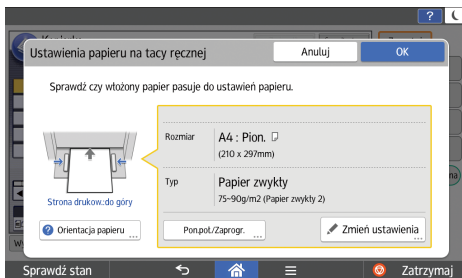 ?
Ustawienia papieru na tacy ręcznej
Anuluj
OK
Sprawdź czy włożony papier pasuje do ustawień papieru.
Rozmiar
A4 : Pion.
(210 x 297mm)
Typ
Papier zwykły
75~90g/m2 (Papier zwykły 2)
Strona drukow.:do góry
? Orientacja papieru ...
Pon.poł./Zaprogr. ...
Zmień ustawienia ...
Sprawdź stan
Zatrzymaj